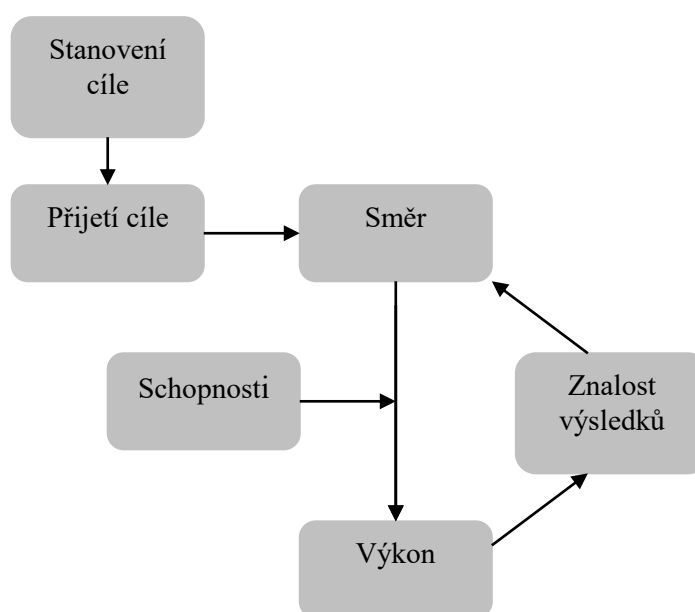 Stanovení
cíle
Přijetí cíle
Směr
Schopnosti
Znalost
výsledků
Výkon